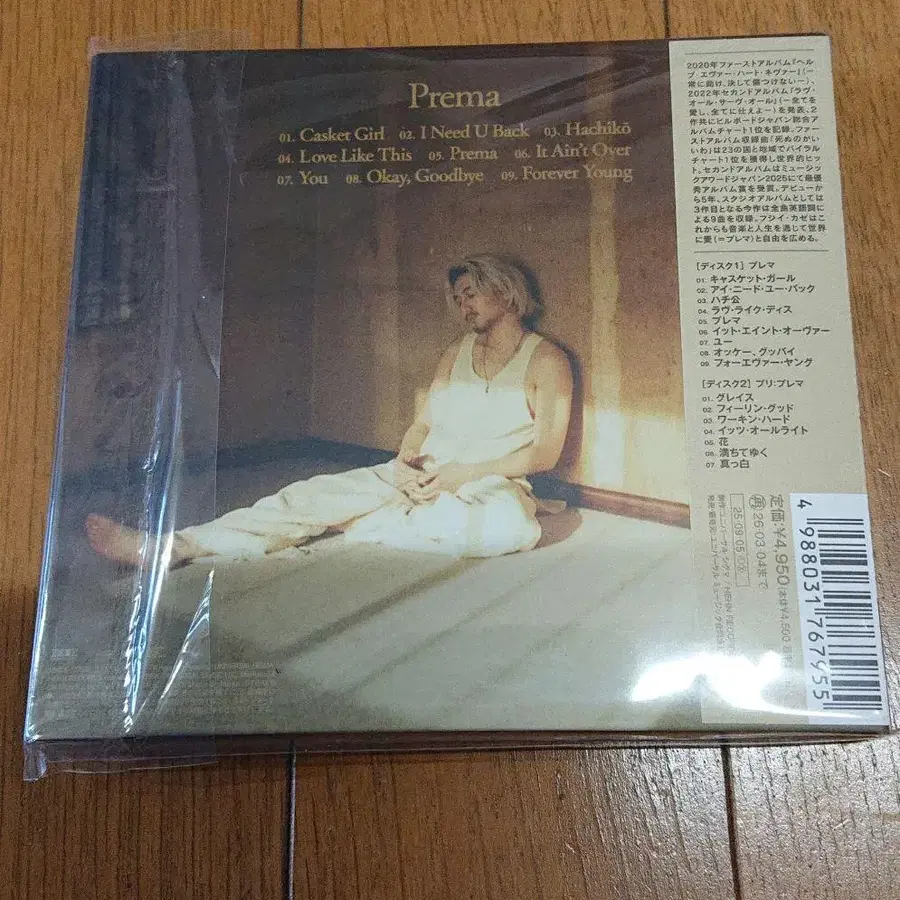 Prema
01. Casket Girl 02. I Need U Back 03. Hachikō
04. Love Like This 05. Prema 06. It Ain't Over
07. You 08. Okay, Goodbye 09. Forever Young
2020年ファーストアルバム『ヘルプ・エヴァー・ハート・ネヴァー』(=常に助け、決して傷つけない=)、
2022年セカンドアルバム『ラヴ・オール・サーヴ・オール』(=全てを愛し、全てに仕えよ=)を発表、2
作共にビルボードジャパン総合アルバムチャート1位を記録。ファーストアルバム収録曲「死ぬのがいいわ」は23の国と地域でバイラルチャート1位を獲得し世界的ヒット。セカンドアルバムはミュージックアワードジャパン2025にて最優秀アルバム賞を受賞。デビューから5年、スタジオアルバムとしては3作目となる今作は全曲英語詞による9曲を収録。フジイ・カゼはこれからも音楽と人生を通じて世界に愛(=プレマ)と自由を広める。
[ディスク1] プレマ
01. キャスケット・ガール
02. アイ・ニード・ユー・バック
03. ハチ公
04. ラヴ・ライク・ディス
05. プレマ
06. イット・エイント・オーヴァー
07. ユー
08. オッケー、グッバイ
09. フォーエヴァー・ヤング
[ディスク2] プリ:プレマ
01. グレイス
02. フィーリン・グッド
03. ワーキン・ハード
04. イッツ・オールライト
05. 花
06. 満ちてゆく
07. 真っ白
定価:¥4,950(本体¥4,500
再 26·03·04まで
25·09·05
4 988031 767955